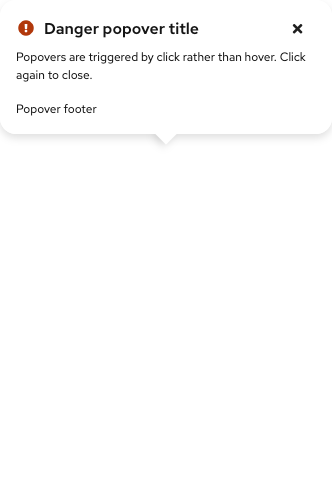 Danger popover title
Popovers are triggered by click rather than hover. Click
again to close.
Popover footer